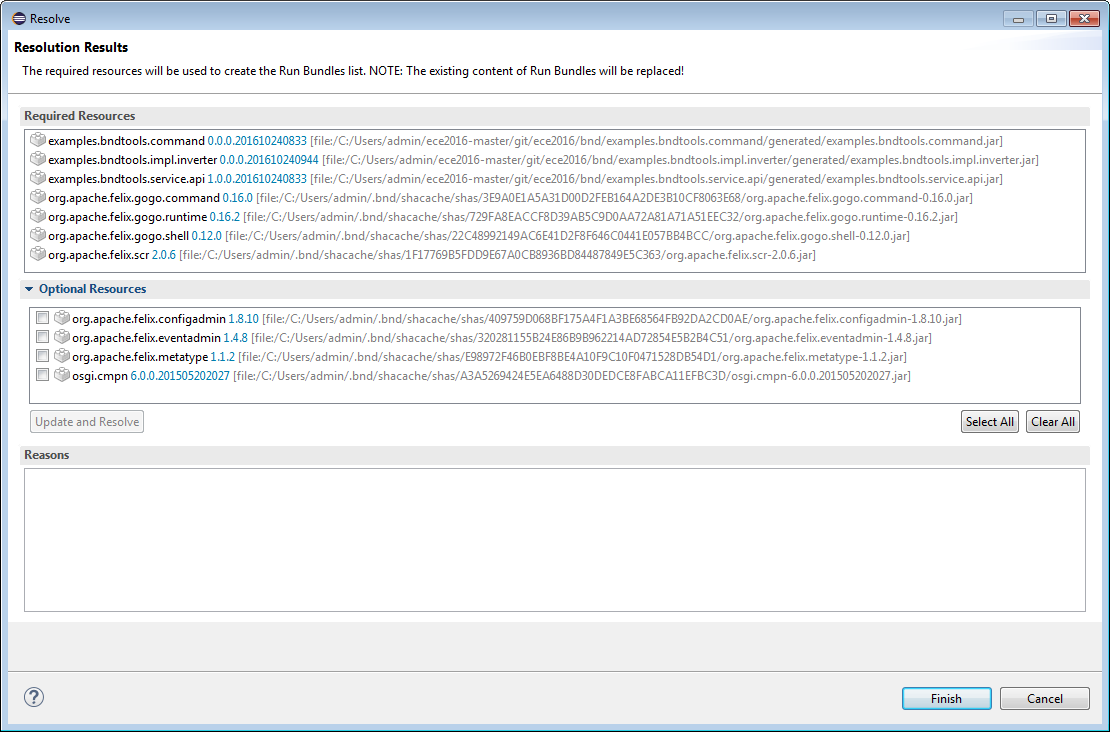 Resolve
Resolution Results
The required resources will be used to create the Run Bundles list. NOTE: The existing content of Run Bundles will be replaced!
Required Resources
examples.bndtools.command 0.0.0.201610240833 [file:/C:/Users/admin/ece2016-master/git/ece2016/bnd/examples.bndtools.command/generated/examples.bndtools.command.jar]
examples.bndtools.impl.inverter 0.0.0.201610240944 [file:/C:/Users/admin/ece2016-master/git/ece2016/bnd/examples.bndtools.impl.inverter/generated/examples.bndtools.impl.inverter.jar]
examples.bndtools.service.api 1.0.0.201610240833 [file:/C:/Users/admin/ece2016-master/git/ece2016/bnd/examples.bndtools.service.api/generated/examples.bndtools.service.api.jar]
org.apache.felix.gogo.command 0.16.0 [file:/C:/Users/admin/.bnd/shacache/shas/3E9A0E1A5A31D00D2FEB164A2DE3B10CF8063E68/org.apache.felix.gogo.command-0.16.0.jar]
org.apache.felix.gogo.runtime 0.16.2 [file:/C:/Users/admin/.bnd/shacache/shas/729FA8EACCF8D39AB5C9D0AA72A81A71A51EEC32/org.apache.felix.gogo.runtime-0.16.2.jar]
org.apache.felix.gogo.shell 0.12.0 [file:/C:/Users/admin/.bnd/shacache/shas/22C48992149AC6E41D2F8F646C0441E057BB4BCC/org.apache.felix.gogo.shell-0.12.0.jar]
org.apache.felix.scr 2.0.6 [file:/C:/Users/admin/.bnd/shacache/shas/1F17769B5FDD9E67A0CB8936BD84487849E5C363/org.apache.felix.scr-2.0.6.jar]
Optional Resources
org.apache.felix.configadmin 1.8.10 [file:/C:/Users/admin/.bnd/shacache/shas/409759D068BF175A4F1A3BE68564FB92DA2CD0AE/org.apache.felix.configadmin-1.8.10.jar]
org.apache.felix.eventadmin 1.4.8 [file:/C:/Users/admin/.bnd/shacache/shas/320281155B24E86B9B962214AD72854E5B2B4C51/org.apache.felix.eventadmin-1.4.8.jar]
org.apache.felix.metatype 1.1.2 [file:/C:/Users/admin/.bnd/shacache/shas/E98972F46B0EBF8BE4A10F9C10F0471528DB54D1/org.apache.felix.metatype-1.1.2.jar]
osgi.cmpn 6.0.0.201505202027 [file:/C:/Users/admin/.bnd/shacache/shas/A3A5269424E5EA6488D30DEDCE8FABCA11EFBC3D/osgi.cmpn-6.0.0.201505202027.jar]
Update and Resolve
Select All
Clear All
Reasons
?
Finish
Cancel